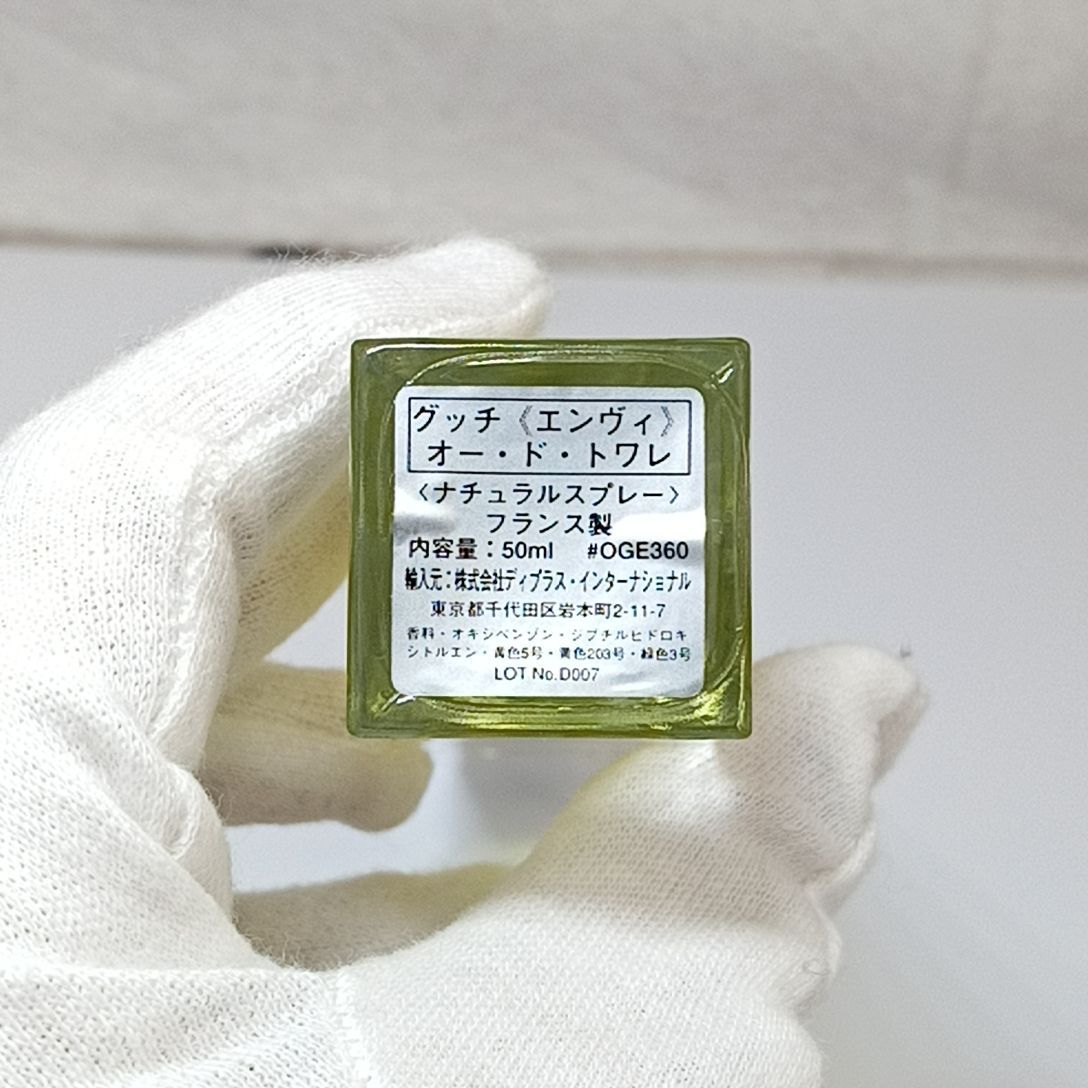 グッチ《エンヴィ》
オー・ド・トワレ
〈ナチュラルスプレー〉
フランス製
内容量：50ml #OGE360
輸入元：株式会社ディプラス・インターナショナル
東京都千代田区岩本町2-11-7
香料・オキシベンゾン・ジブチルヒドロキ
シトルエン・黄色5号・黄色203号・緑色3号
LOT No.D007